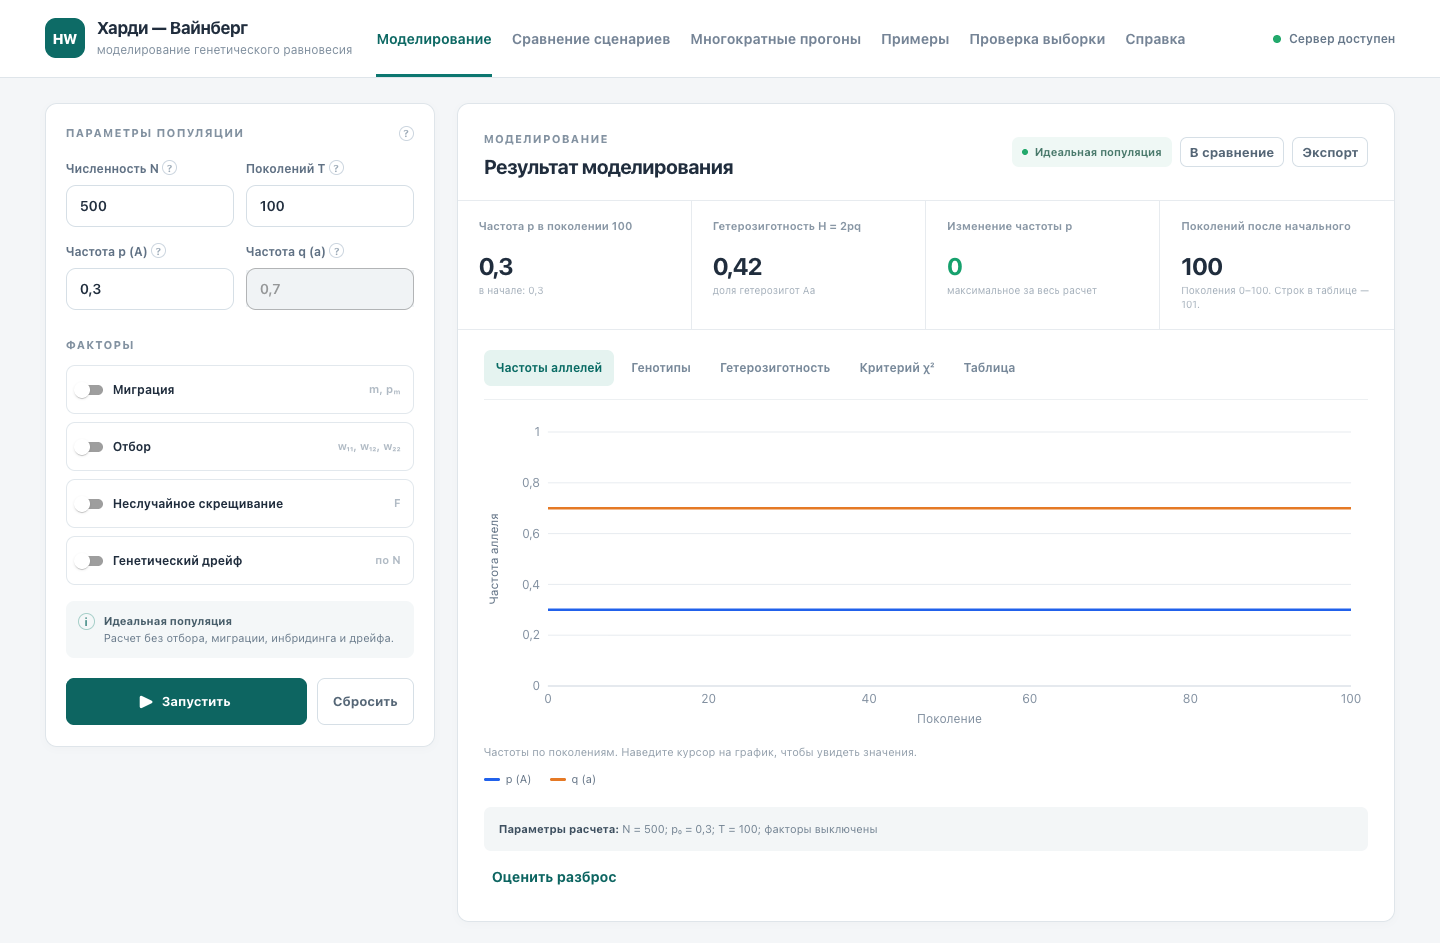 HW
Харди — Вайнберг
моделирование генетического равновесия
Моделирование
Сравнение сценариев
Многократные прогоны
Примеры
Проверка выборки
Справка
Сервер доступен
ПАРАМЕТРЫ ПОПУЛЯЦИИ
?
Численность N ?
Поколений T ?
500
100
Частота p (A) ?
Частота q (a) ?
0,3
0,7
ФАКТОРЫ
Миграция
m, pₘ
Отбор
w₁₁, w₁₂, w₂₂
Неслучайное скрещивание
F
Генетический дрейф
по N
i
Идеальная популяция
Расчет без отбора, миграции, инбридинга и дрейфа.
Запустить
Сбросить
МОДЕЛИРОВАНИЕ
Результат моделирования
Идеальная популяция
В сравнение
Экспорт
Частота p в поколении 100
0,3
в начале: 0,3
Гетерозиготность H = 2pq
0,42
доля гетерозигот Aa
Изменение частоты p
0
максимальное за весь расчет
Поколений после начального
100
Поколения 0–100. Строк в таблице —
101.
Частоты аллелей
Генотипы
Гетерозиготность
Критерий χ²
Таблица
Частота аллеля
1
0,8
0,6
0,4
0,2
0
0
20
40
60
80
100
Поколение
Частоты по поколениям. Наведите курсор на график, чтобы увидеть значения.
p (A)
q (a)
Параметры расчета: N = 500; p₀ = 0,3; T = 100; факторы выключены
Оценить разброс